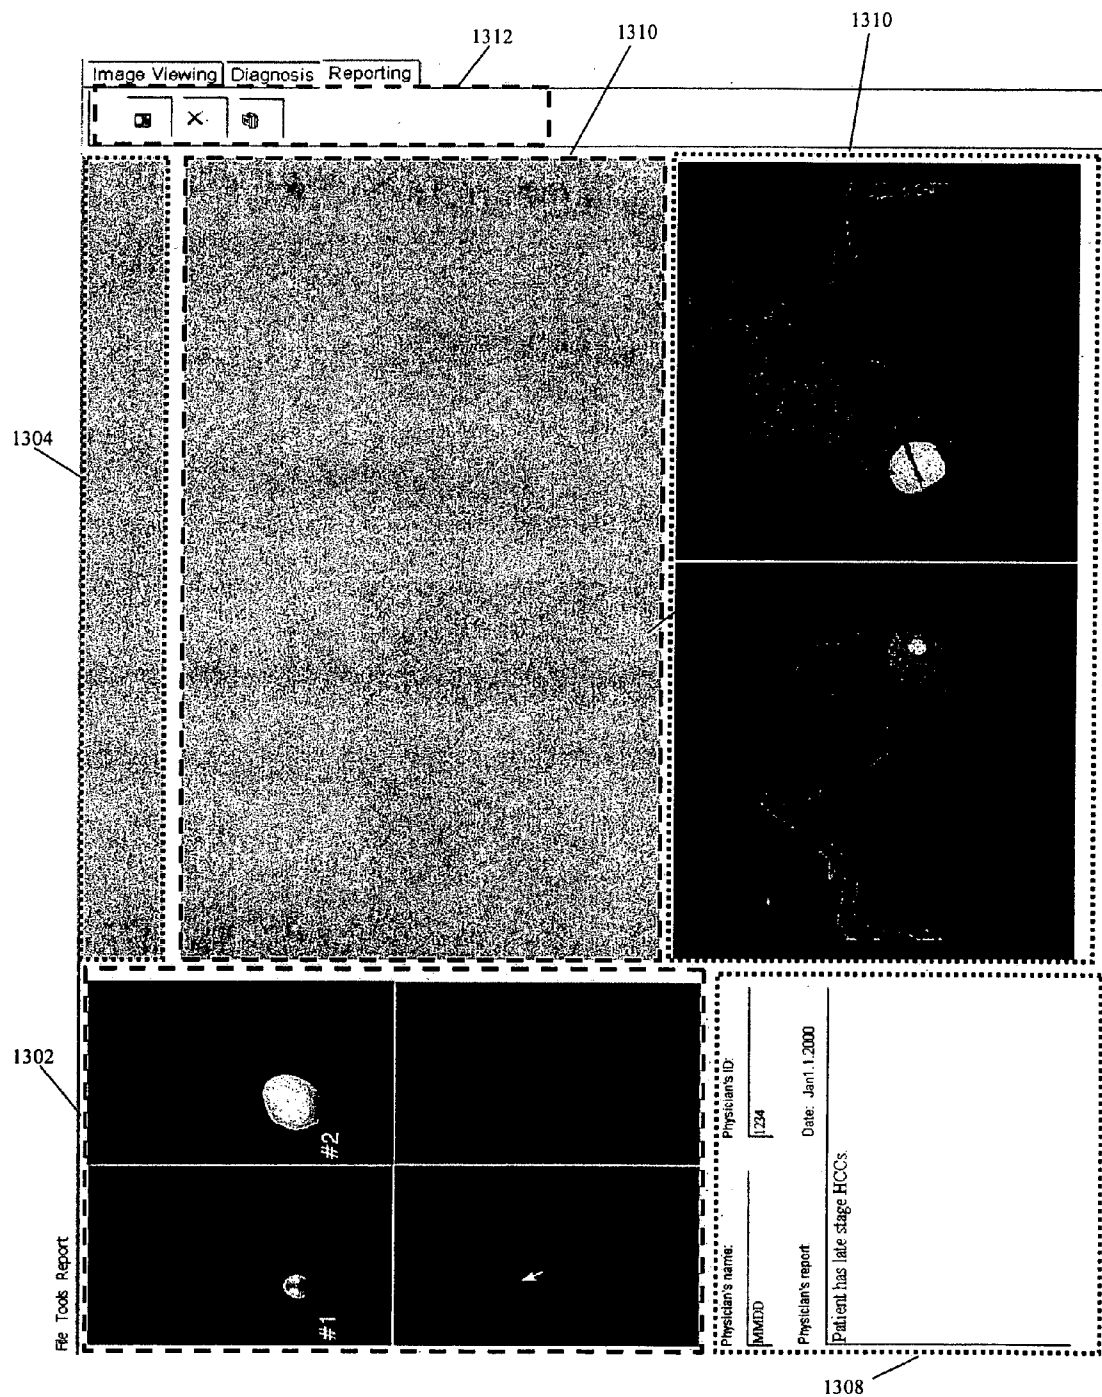 1312
1310
1310
Image Viewing
Diagnosis
Reporting
1304
1302
File Tools Report
#2
#1
Physician's name:
Physician's ID:
MMDD
1234
Physician's report
Date: Jan1.1.2000
Patient has late stage HCCs.
1308